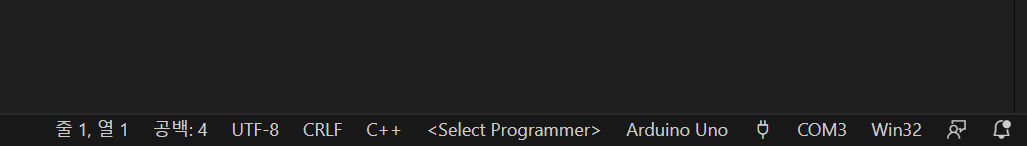 줄 1, 열 1 공백: 4 UTF-8 CRLF C++ <Select Programmer> Arduino Uno COM3 Win32